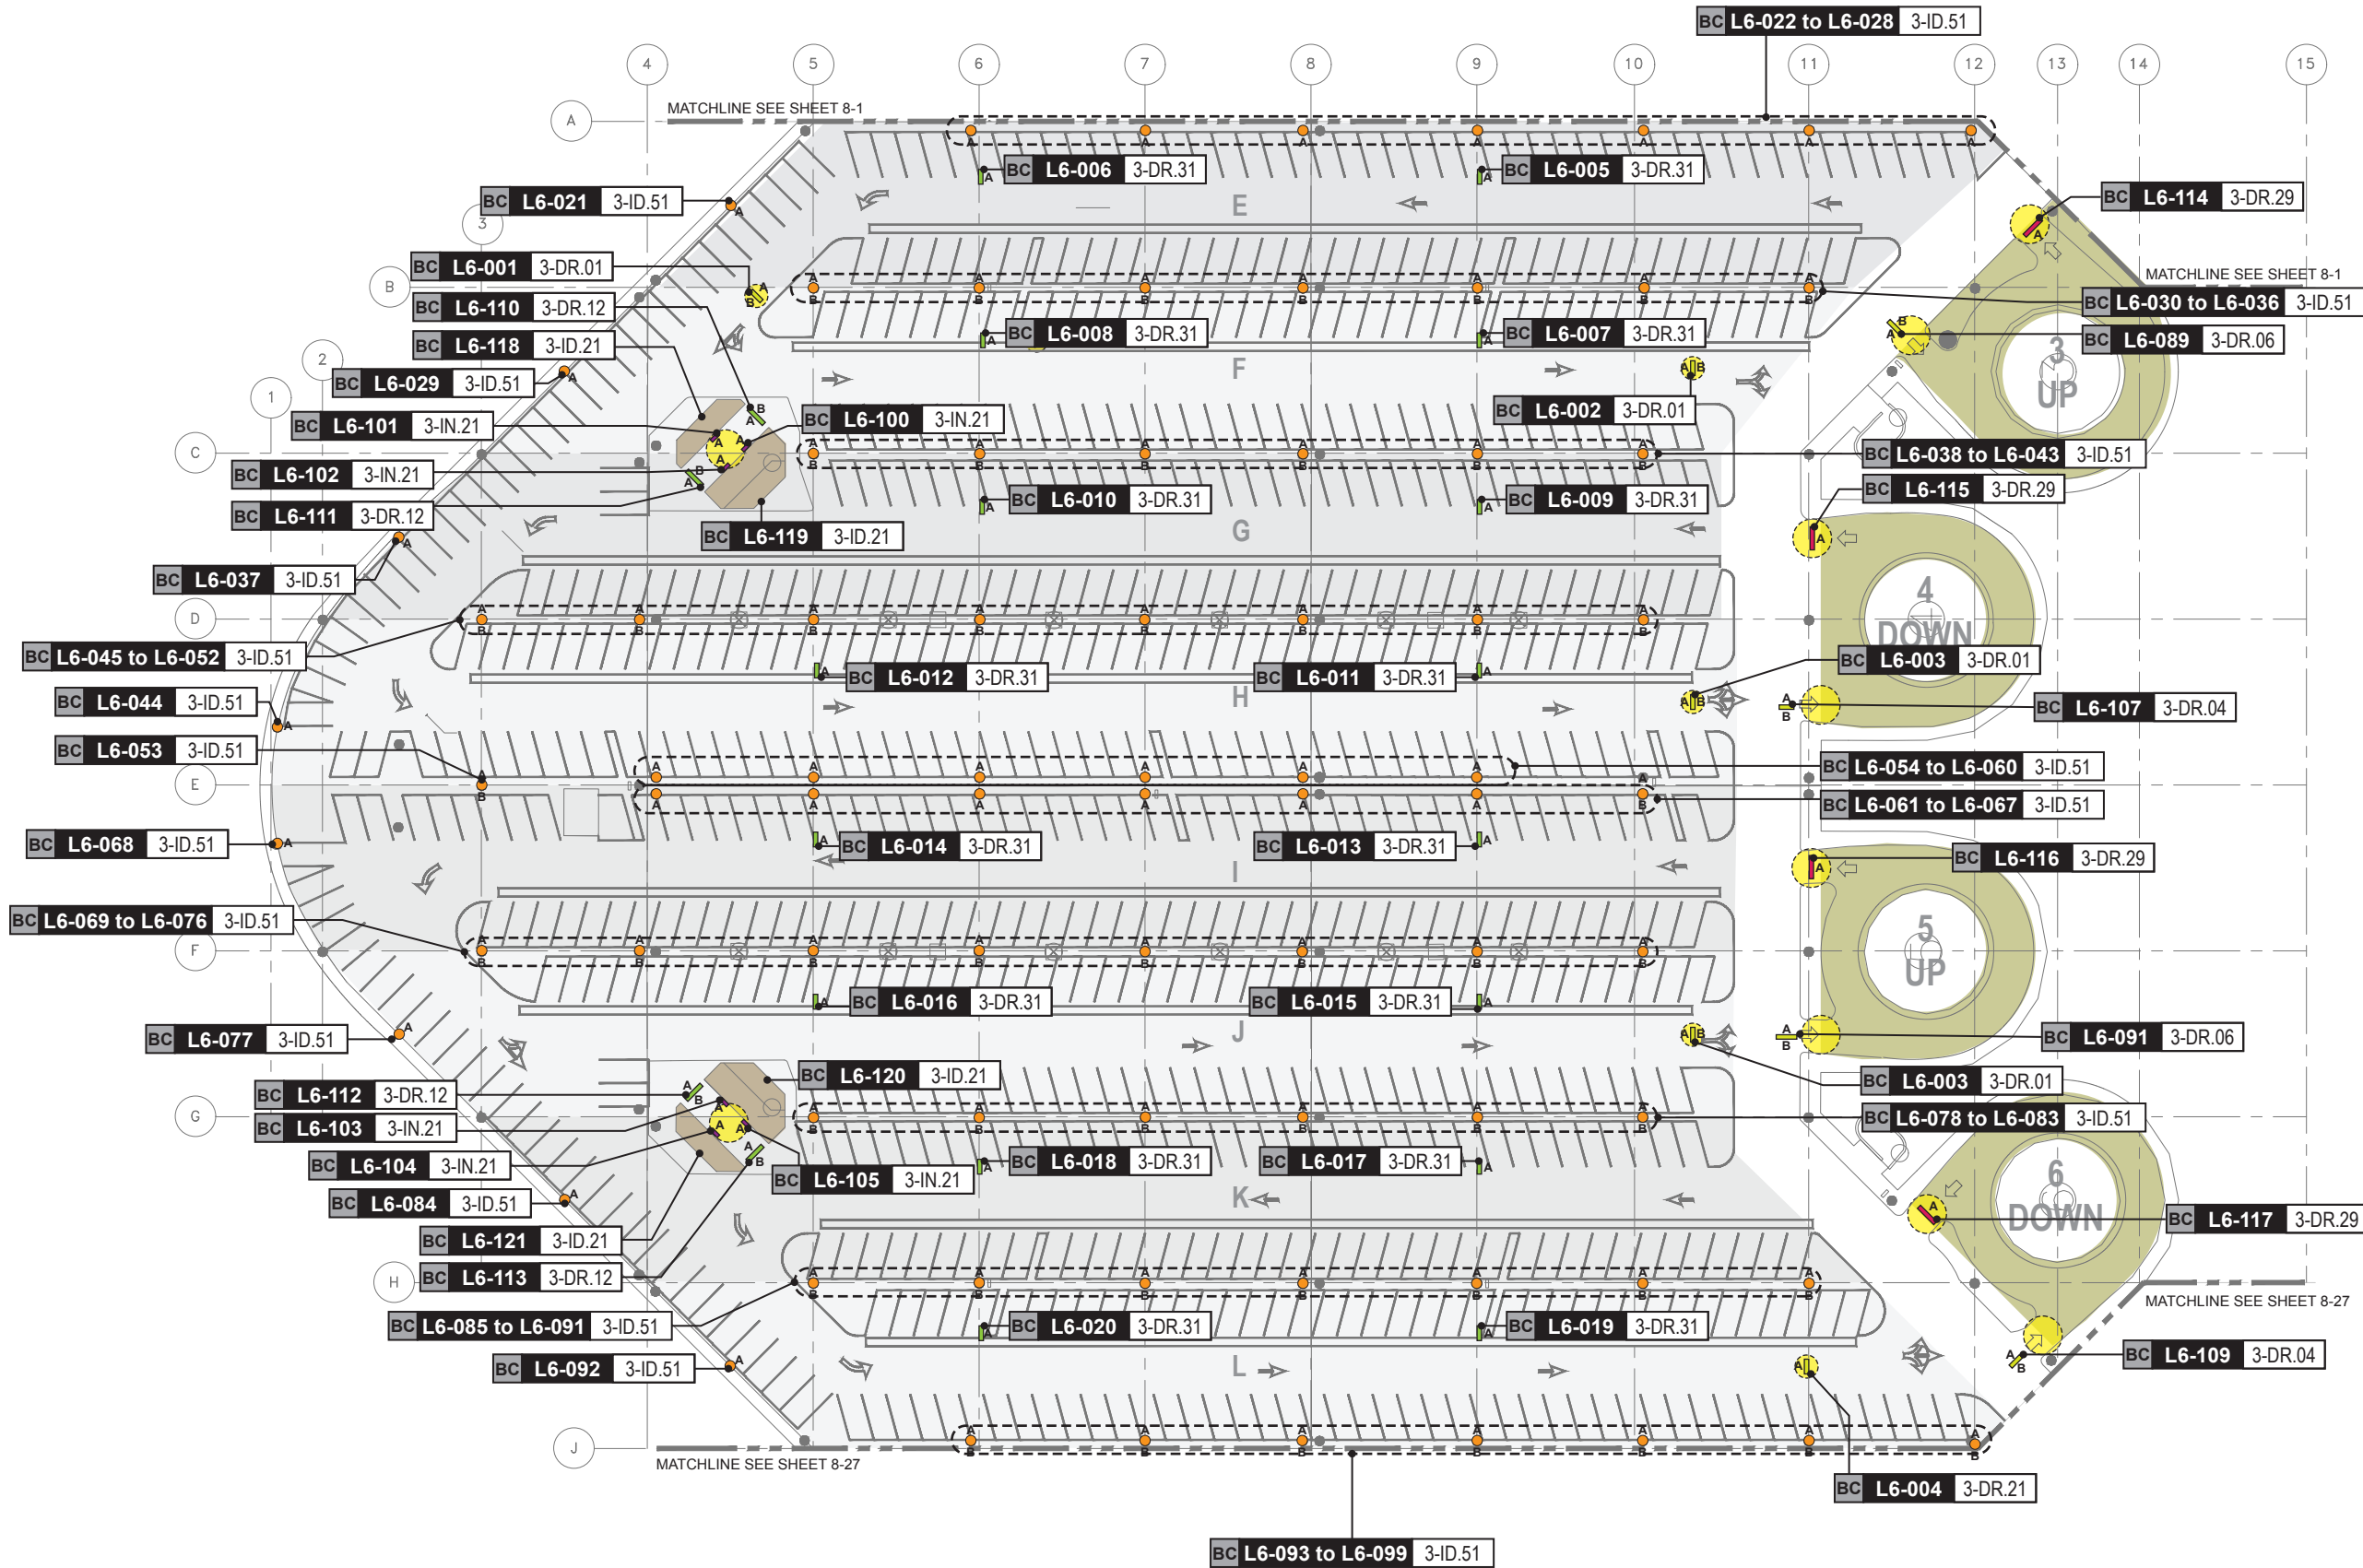 BC L6-022 to L6-028 3-ID.51
4 5 6 7 8 9 10 11 12 13 14 15
MATCHLINE SEE SHEET 8-1
A
BC L6-006 3-DR.31
BC L6-005 3-DR.31
BC L6-021 3-ID.51
E
BC L6-114 3-DR.29
3
BC L6-001 3-DR.01
MATCHLINE SEE SHEET 8-1
B
BC L6-110 3-DR.12
BC L6-030 to L6-036 3-ID.51
BC L6-008 3-DR.31
BC L6-007 3-DR.31
BC L6-089 3-DR.06
BC L6-118 3-ID.21
3
UP
2
F
BC L6-029 3-ID.51
1
BC L6-002 3-DR.01
BC L6-101 3-IN.21
BC L6-100 3-IN.21
C
BC L6-038 to L6-043 3-ID.51
BC L6-102 3-IN.21
BC L6-115 3-DR.29
BC L6-010 3-DR.31
BC L6-009 3-DR.31
BC L6-111 3-DR.12
BC L6-119 3-ID.21
G
BC L6-037 3-ID.51
4
DOWN
D
BC L6-045 to L6-052 3-ID.51
BC L6-003 3-DR.01
BC L6-012 3-DR.31
BC L6-011 3-DR.31
H
BC L6-044 3-ID.51
BC L6-107 3-DR.04
BC L6-053 3-ID.51
BC L6-054 to L6-060 3-ID.51
E
BC L6-061 to L6-067 3-ID.51
BC L6-068 3-ID.51
BC L6-014 3-DR.31
BC L6-013 3-DR.31
BC L6-116 3-DR.29
I
BC L6-069 to L6-076 3-ID.51
5
UP
F
BC L6-016 3-DR.31
BC L6-015 3-DR.31
BC L6-077 3-ID.51
J
BC L6-091 3-DR.06
BC L6-120 3-ID.21
BC L6-003 3-DR.01
BC L6-112 3-DR.12
G
BC L6-078 to L6-083 3-ID.51
BC L6-103 3-IN.21
BC L6-104 3-IN.21
BC L6-018 3-DR.31
BC L6-017 3-DR.31
BC L6-105 3-IN.21
6
DOWN
BC L6-084 3-ID.51
K
BC L6-117 3-DR.29
BC L6-121 3-ID.21
BC L6-113 3-DR.12
H
MATCHLINE SEE SHEET 8-27
BC L6-085 to L6-091 3-ID.51
BC L6-020 3-DR.31
BC L6-019 3-DR.31
BC L6-109 3-DR.04
BC L6-092 3-ID.51
L
J
MATCHLINE SEE SHEET 8-27
BC L6-004 3-DR.21
BC L6-093 to L6-099 3-ID.51